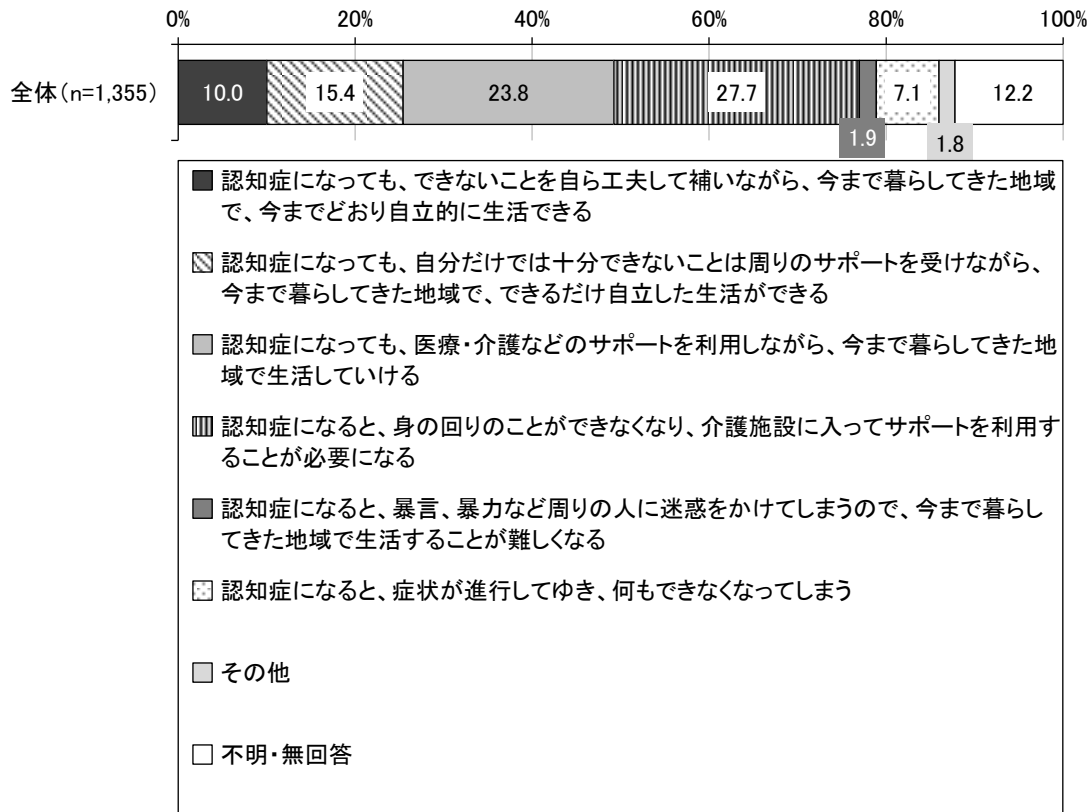 0% 20% 40% 60% 80% 100%
全体(n=1,355) 10.0 15.4 23.8 27.7 1.9 7.1 1.8 12.2
認知症になっても、できないことを自ら工夫して補いながら、今まで暮らしてきた地域
で、今までどおり自立的に生活できる
認知症になっても、自分だけでは十分できないことは周りのサポートを受けながら、
今まで暮らしてきた地域で、できるだけ自立した生活ができる
認知症になっても、医療・介護などのサポートを利用しながら、今まで暮らしてきた地
域で生活していける
認知症になると、身の回りのことができなくなり、介護施設に入ってサポートを利用す
ることが必要になる
認知症になると、暴言、暴力など周りの人に迷惑をかけてしまうので、今まで暮らし
てきた地域で生活することが難しくなる
認知症になると、症状が進行してゆき、何もできなくなってしまう
その他
不明・無回答